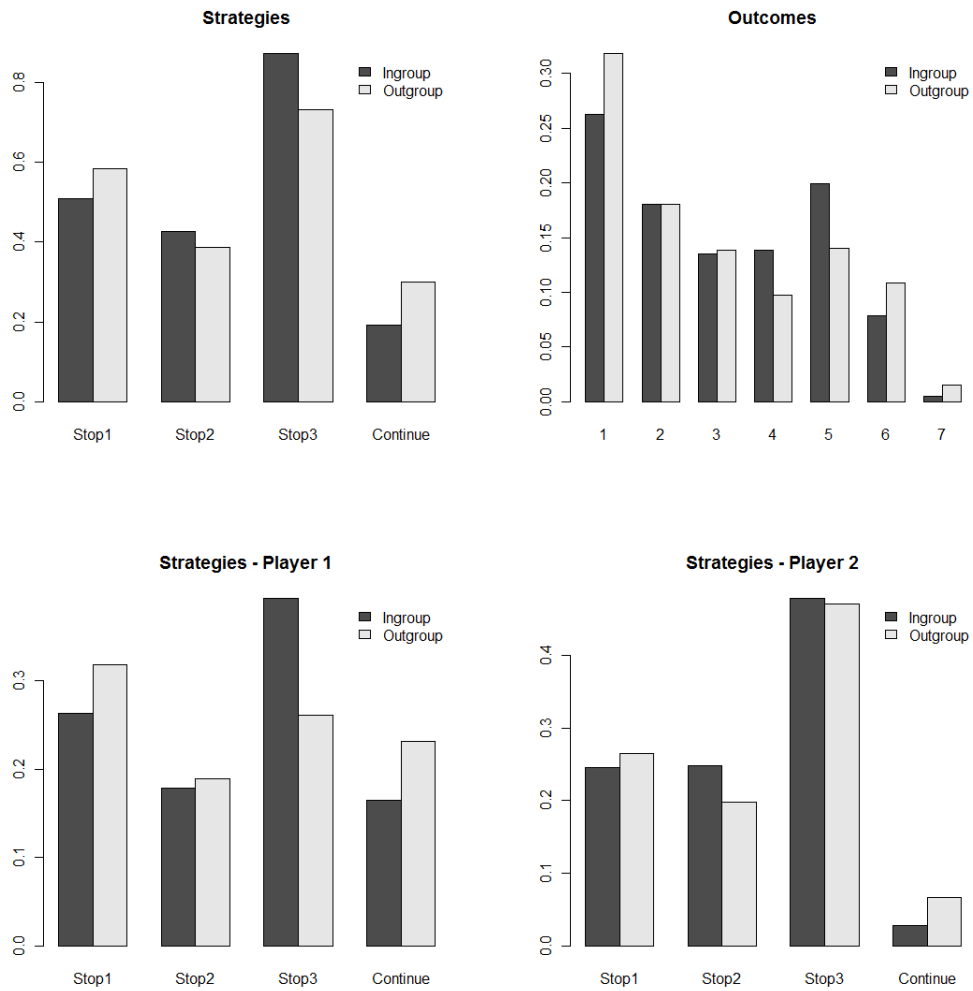 Strategies
Ingroup
Outgroup
0.8
0.6
0.4
0.2
0.0
Stop1 Stop2 Stop3 Continue
Outcomes
Ingroup
Outgroup
0.30
0.25
0.20
0.15
0.10
0.05
0.00
1 2 3 4 5 6 7
Strategies - Player 1
Ingroup
Outgroup
0.3
0.2
0.1
0.0
Stop1 Stop2 Stop3 Continue
Strategies - Player 2
Ingroup
Outgroup
0.4
0.3
0.2
0.1
0.0
Stop1 Stop2 Stop3 Continue